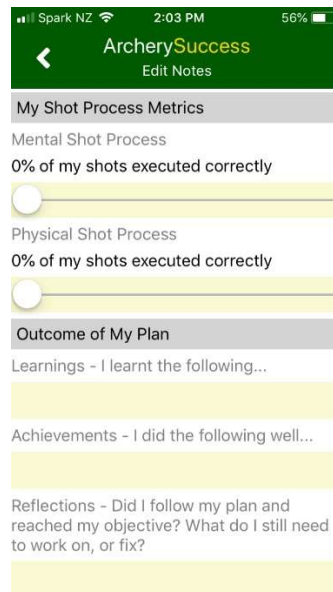 Spark NZ 2:03 PM 56%
ArcherySuccess
Edit Notes
My Shot Process Metrics
Mental Shot Process
0% of my shots executed correctly
Physical Shot Process
0% of my shots executed correctly
Outcome of My Plan
Learnings - I learnt the following...
Achievements - I did the following well...
Reflections - Did I follow my plan and
reached my objective? What do I still need
to work on, or fix?